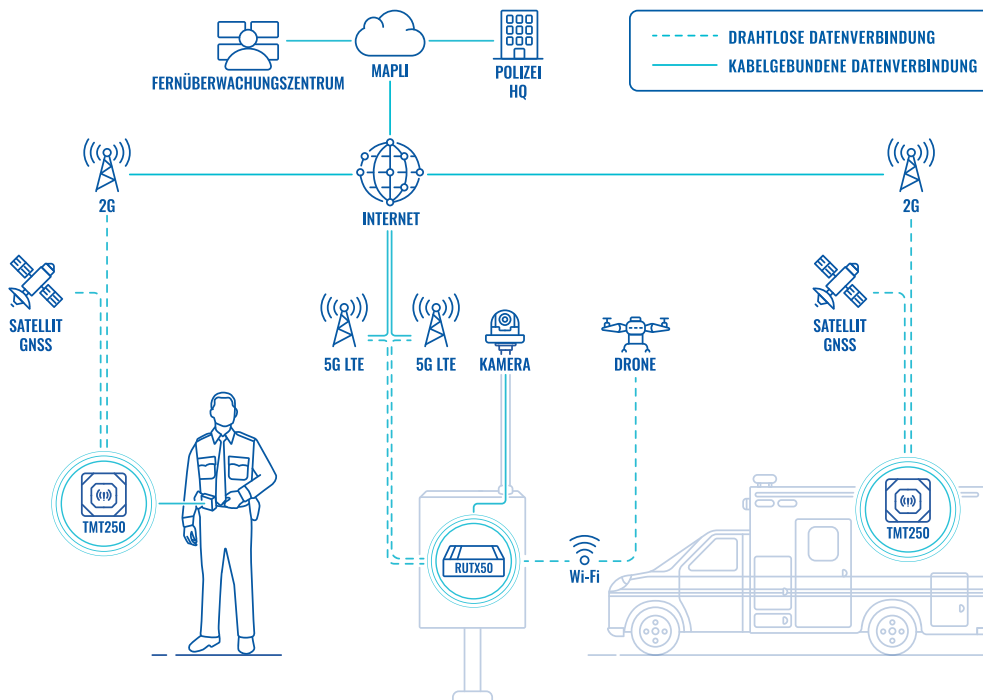 DRAHTLOSE DATENVERBINDUNG
KABELGEBUNDENE DATENVERBINDUNG
FERNÜBERWACHUNGSZENTRUM
MAPLI
POLIZEI
HQ
2G
INTERNET
2G
SATELLIT
GNSS
5G LTE
5G LTE
KAMERA
DRONE
SATELLIT
GNSS
TMT250
RUTX50
Wi-Fi
TMT250